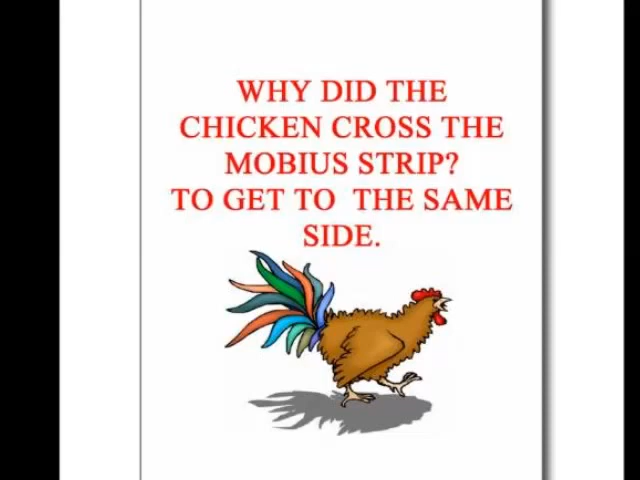 WHY DID THE
CHICKEN CROSS THE
MOBIUS STRIP?
TO GET TO THE SAME
SIDE.